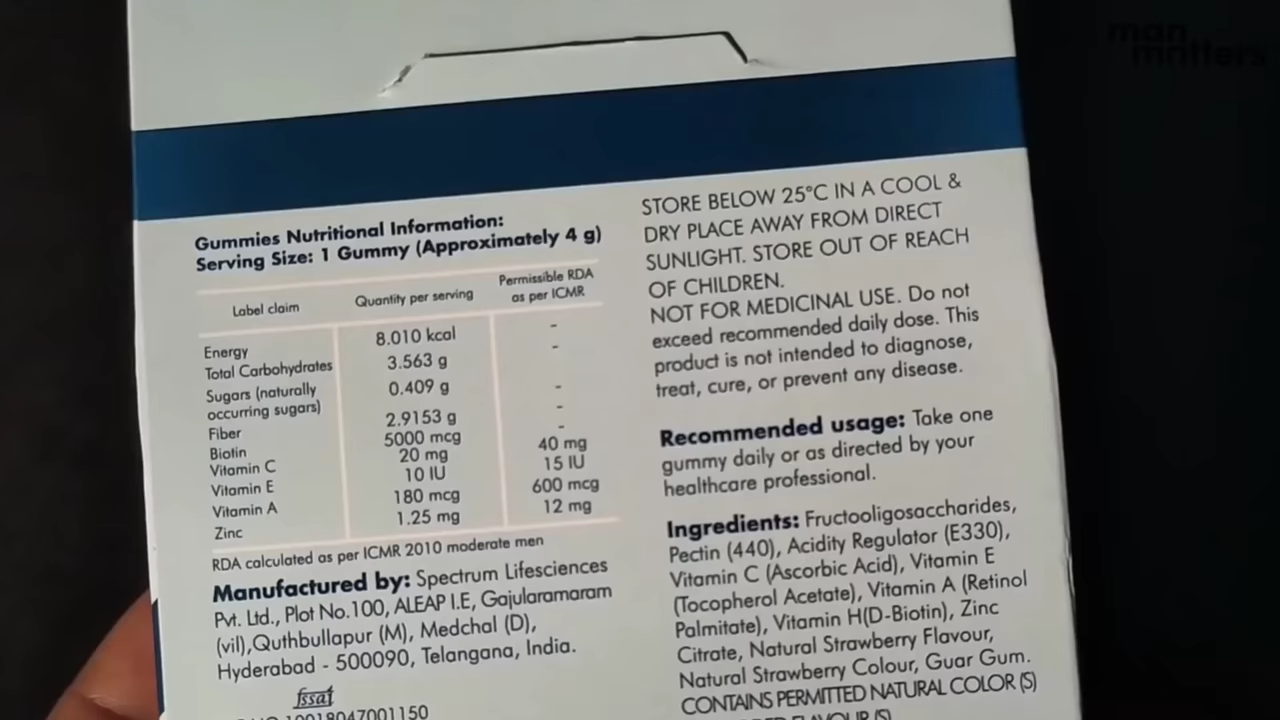 man
matters
Gummies Nutritional Information:
Serving Size: 1 Gummy (Approximately 4 g)
Label claim Quantity per serving Permissible RDA as per ICMR
Energy 8.010 kcal -
Total Carbohydrates 3.563 g -
Sugars (naturally occurring sugars) 0.409 g -
Fiber 2.9153 g -
Biotin 5000 mcg -
Vitamin C 20 mg 40 mg
Vitamin E 10 IU 15 IU
Vitamin A 180 mcg 600 mcg
Zinc 1.25 mg 12 mg
RDA calculated as per ICMR 2010 moderate men
Manufactured by: Spectrum Lifesciences
Pvt. Ltd., Plot No.100, ALEAP I.E, Gajularamaram
(vil),Quthbullapur (M), Medchal (D),
Hyderabad - 500090, Telangana, India.
fssai
10018047001150
STORE BELOW 25°C IN A COOL &
DRY PLACE AWAY FROM DIRECT
SUNLIGHT. STORE OUT OF REACH
OF CHILDREN.
NOT FOR MEDICINAL USE. Do not
exceed recommended daily dose. This
product is not intended to diagnose,
treat, cure, or prevent any disease.
Recommended usage: Take one
gummy daily or as directed by your
healthcare professional.
Ingredients: Fructooligosaccharides,
Pectin (440), Acidity Regulator (E330),
Vitamin C (Ascorbic Acid), Vitamin E
(Tocopherol Acetate), Vitamin A (Retinol
Palmitate), Vitamin H(D-Biotin), Zinc
Citrate, Natural Strawberry Flavour,
Natural Strawberry Colour, Guar Gum.
CONTAINS PERMITTED NATURAL COLOR (S)